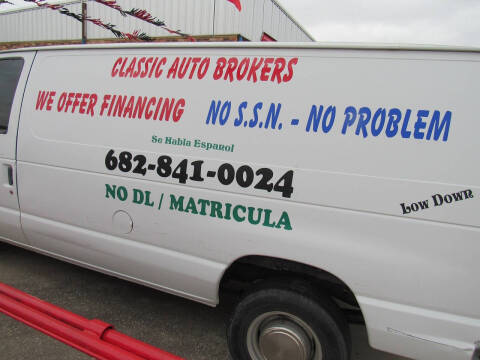 CLASSIC AUTO BROKERS
WE OFFER FINANCING NO S.S.N. - NO PROBLEM
Se Habla Espanol
682-841-0024
NO DL / MATRICULA
Low Down